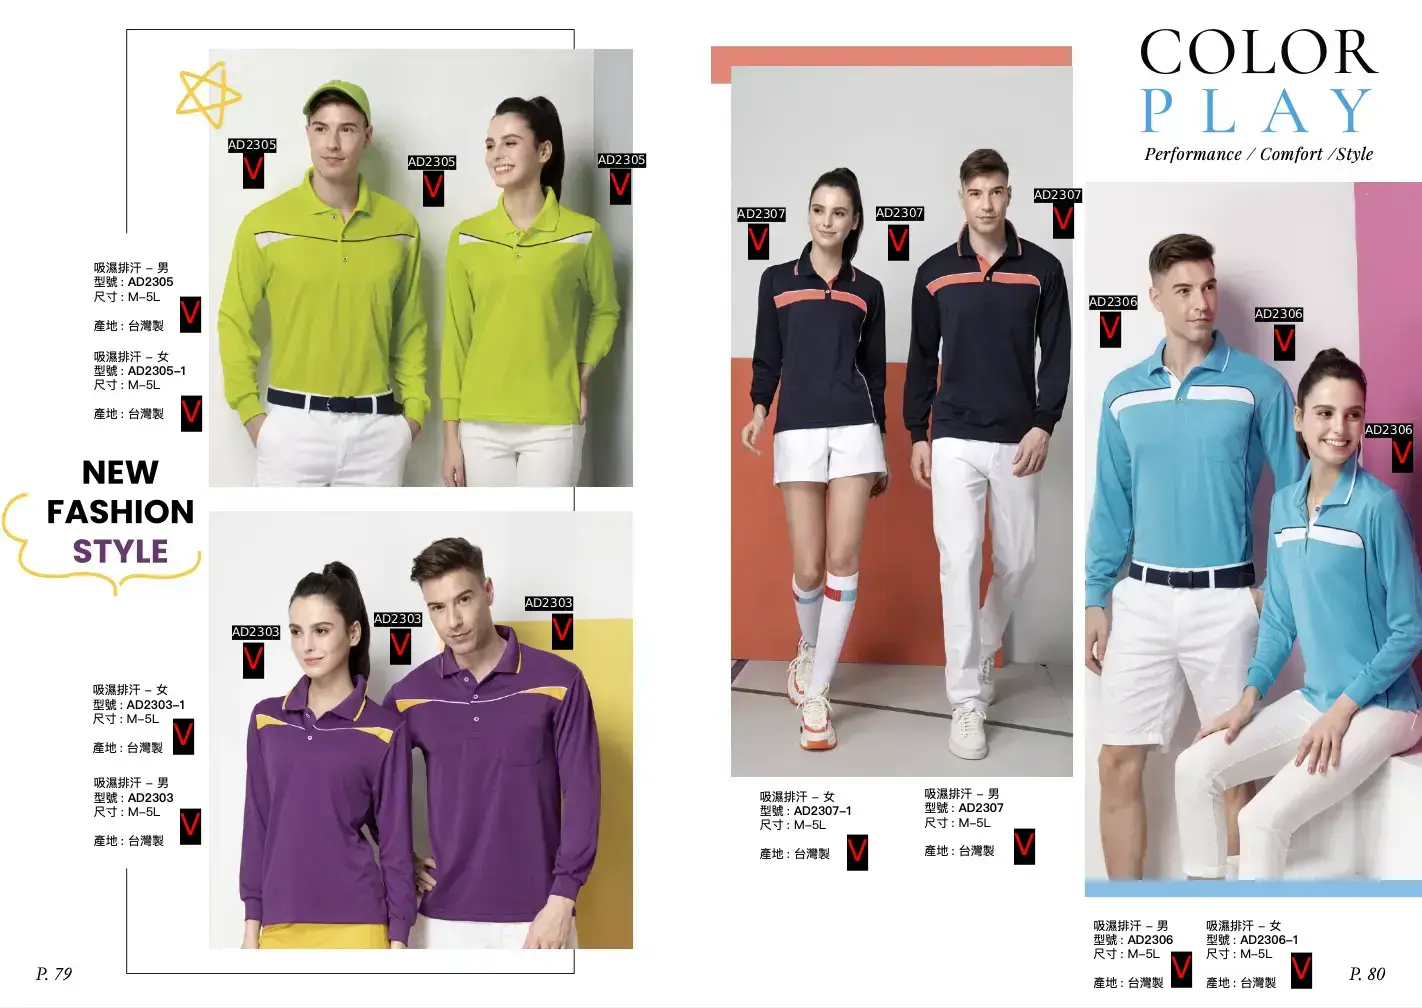 AD2305
V
AD2305
V
AD2305
V
吸濕排汗 – 男
型號 : AD2305
尺寸 : M–5L
V
產地 : 台灣製
吸濕排汗 – 女
型號 : AD2305–1
尺寸 : M–5L
V
產地 : 台灣製
NEW
FASHION
STYLE
AD2303
V
AD2303
V
AD2303
V
吸濕排汗 – 女
型號 : AD2303–1
尺寸 : M–5L
V
產地 : 台灣製
吸濕排汗 – 男
型號 : AD2303
尺寸 : M–5L
V
產地 : 台灣製
P. 79
COLOR
PLAY
Performance / Comfort /Style
AD2307
V
AD2307
V
AD2307
V
AD2306
V
AD2306
V
AD2306
V
吸濕排汗 – 女
型號 : AD2307–1
尺寸 : M–5L
產地 : 台灣製
V
吸濕排汗 – 男
型號 : AD2307
尺寸 : M–5L
產地 : 台灣製
V
吸濕排汗 – 男
型號 : AD2306
尺寸 : M–5L
產地 : 台灣製
V
吸濕排汗 – 女
型號 : AD2306–1
尺寸 : M–5L
產地 : 台灣製
V
P. 80